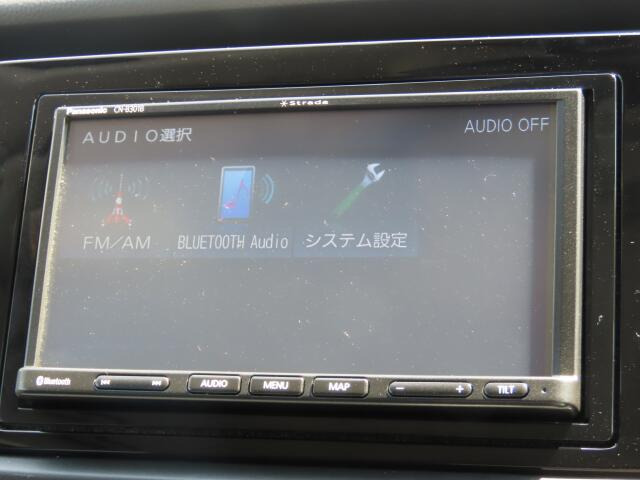 Panasonic CN-B301B
Strada
AUDIO選択
AUDIO OFF
FM/AM
BLUETOOTH Audio
システム設定
Bluetooth
AUDIO
MENU
MAP
− +
TILT